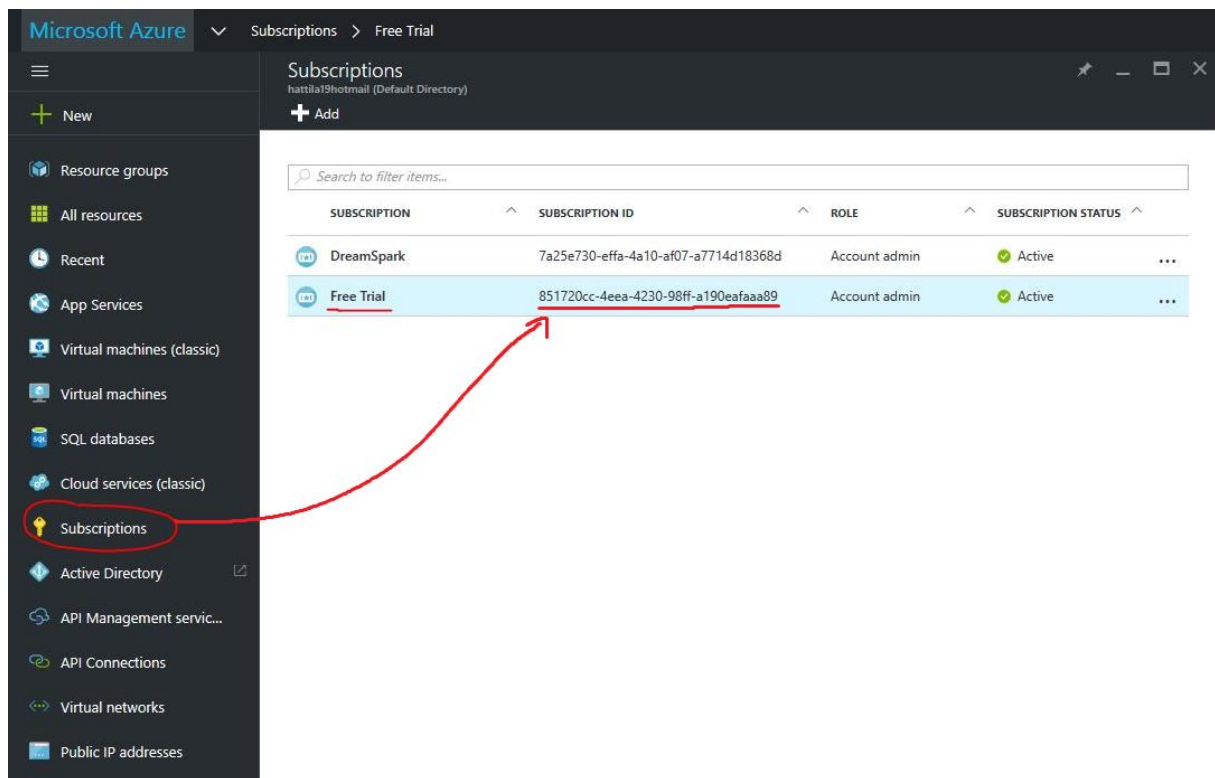 Microsoft Azure Subscriptions > Free Trial
Subscriptions
hattila19hotmail (Default Directory)
New
Add
Resource groups
All resources
Recent
App Services
Virtual machines (classic)
Virtual machines
SQL databases
Cloud services (classic)
Subscriptions
Active Directory
API Management servic...
API Connections
Virtual networks
Public IP addresses
Search to filter items...
SUBSCRIPTION SUBSCRIPTION ID ROLE SUBSCRIPTION STATUS
DreamSpark 7a25e730-effa-4a10-af07-a7714d18368d Account admin Active ...
Free Trial 851720cc-4eea-4230-98ff-a190eafaaa89 Account admin Active ...